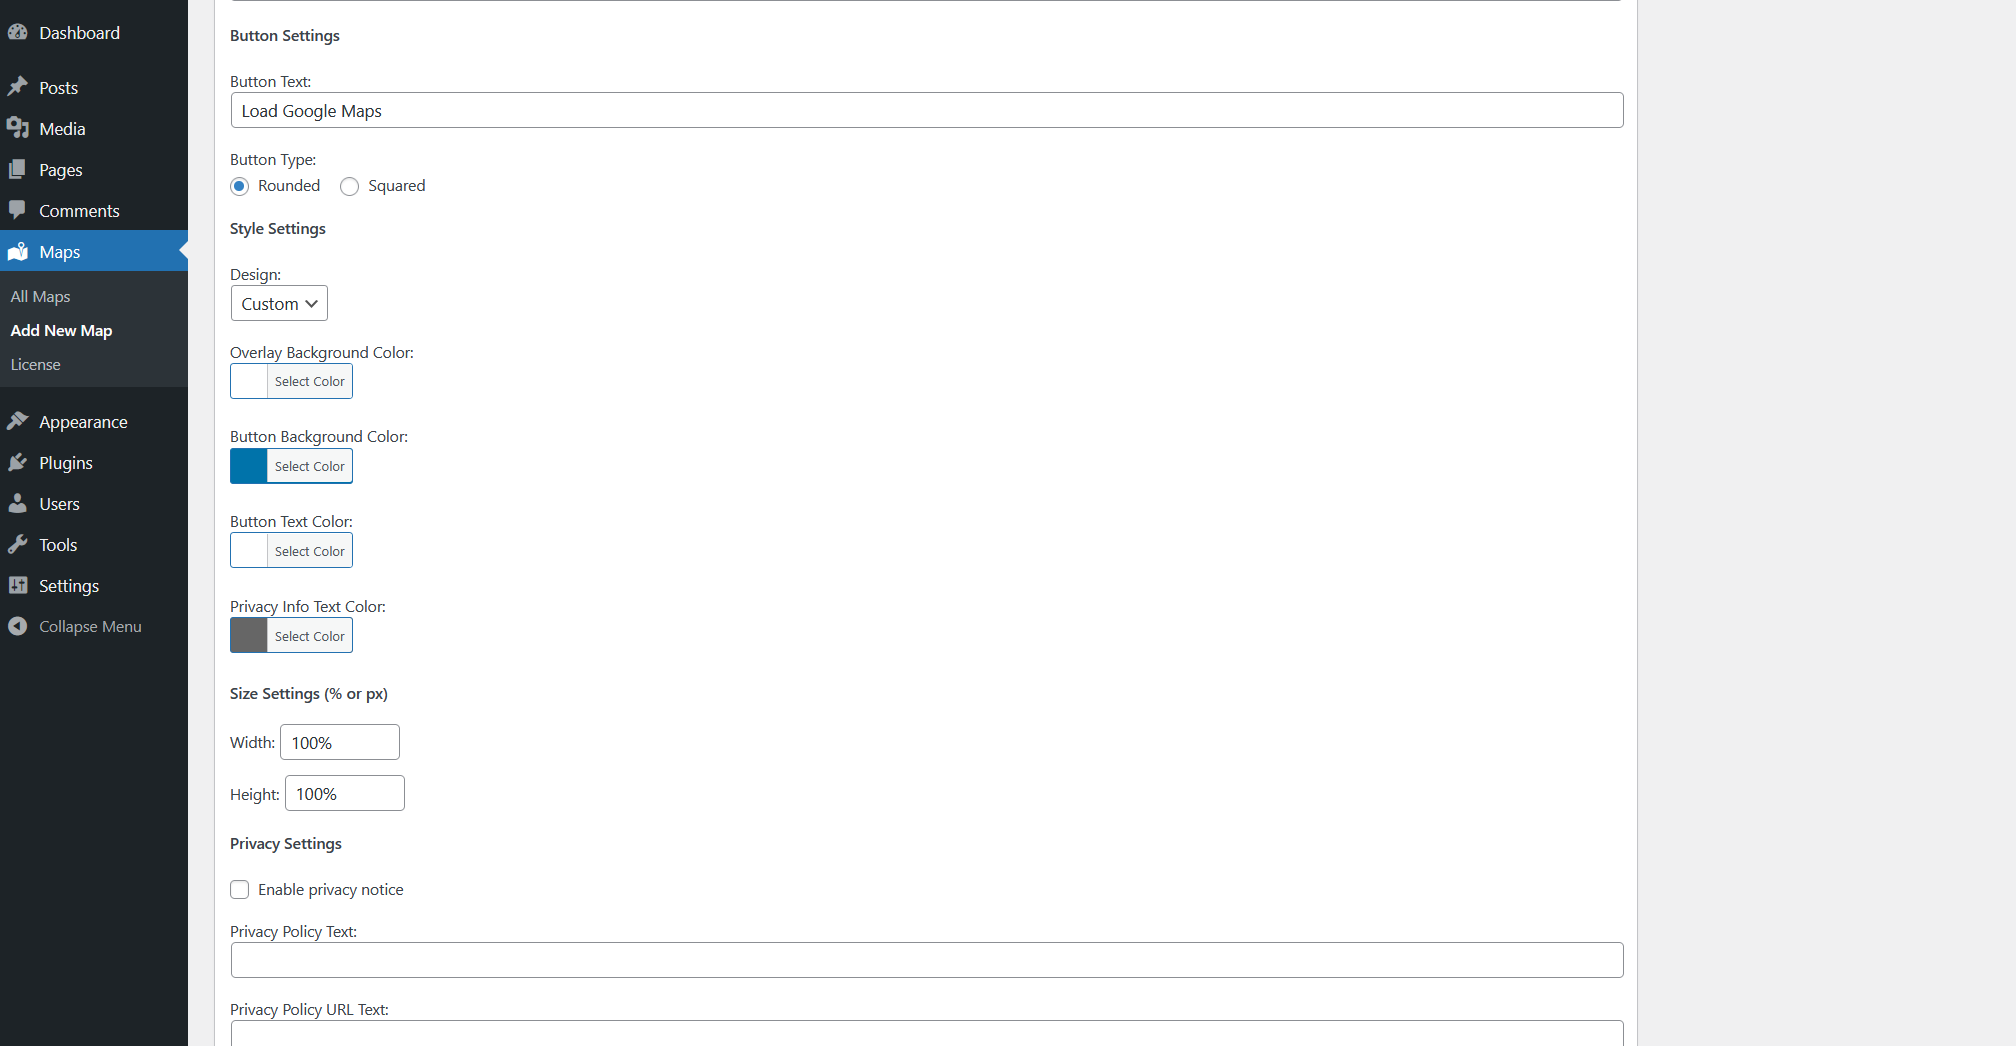 Dashboard
Posts
Media
Pages
Comments
Maps
All Maps
Add New Map
License
Appearance
Plugins
Users
Tools
Settings
Collapse Menu
Button Settings
Button Text:
Load Google Maps
Button Type:
Rounded Squared
Style Settings
Design:
Custom
Overlay Background Color:
Select Color
Button Background Color:
Select Color
Button Text Color:
Select Color
Privacy Info Text Color:
Select Color
Size Settings (% or px)
Width: 100%
Height: 100%
Privacy Settings
Enable privacy notice
Privacy Policy Text:
Privacy Policy URL Text: